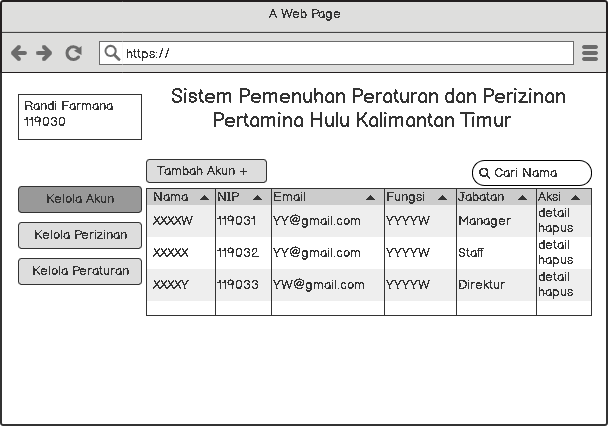 A Web Page
https://
Randi Farmana
119030
Sistem Pemenuhan Peraturan dan Perizinan
Pertamina Hulu Kalimantan Timur
Tambah Akun +
Cari Nama
Kelola Akun
Kelola Perizinan
Kelola Peraturan
Nama NIP Email Fungsi Jabatan Aksi
XXXXW 119031 YY@gmail.com YYYYW Manager detail
hapus
XXXXX 119032 YY@gmail.com YYYYW Staff detail
hapus
XXXXY 119033 YW@gmail.com YYYYW Direktur detail
hapus